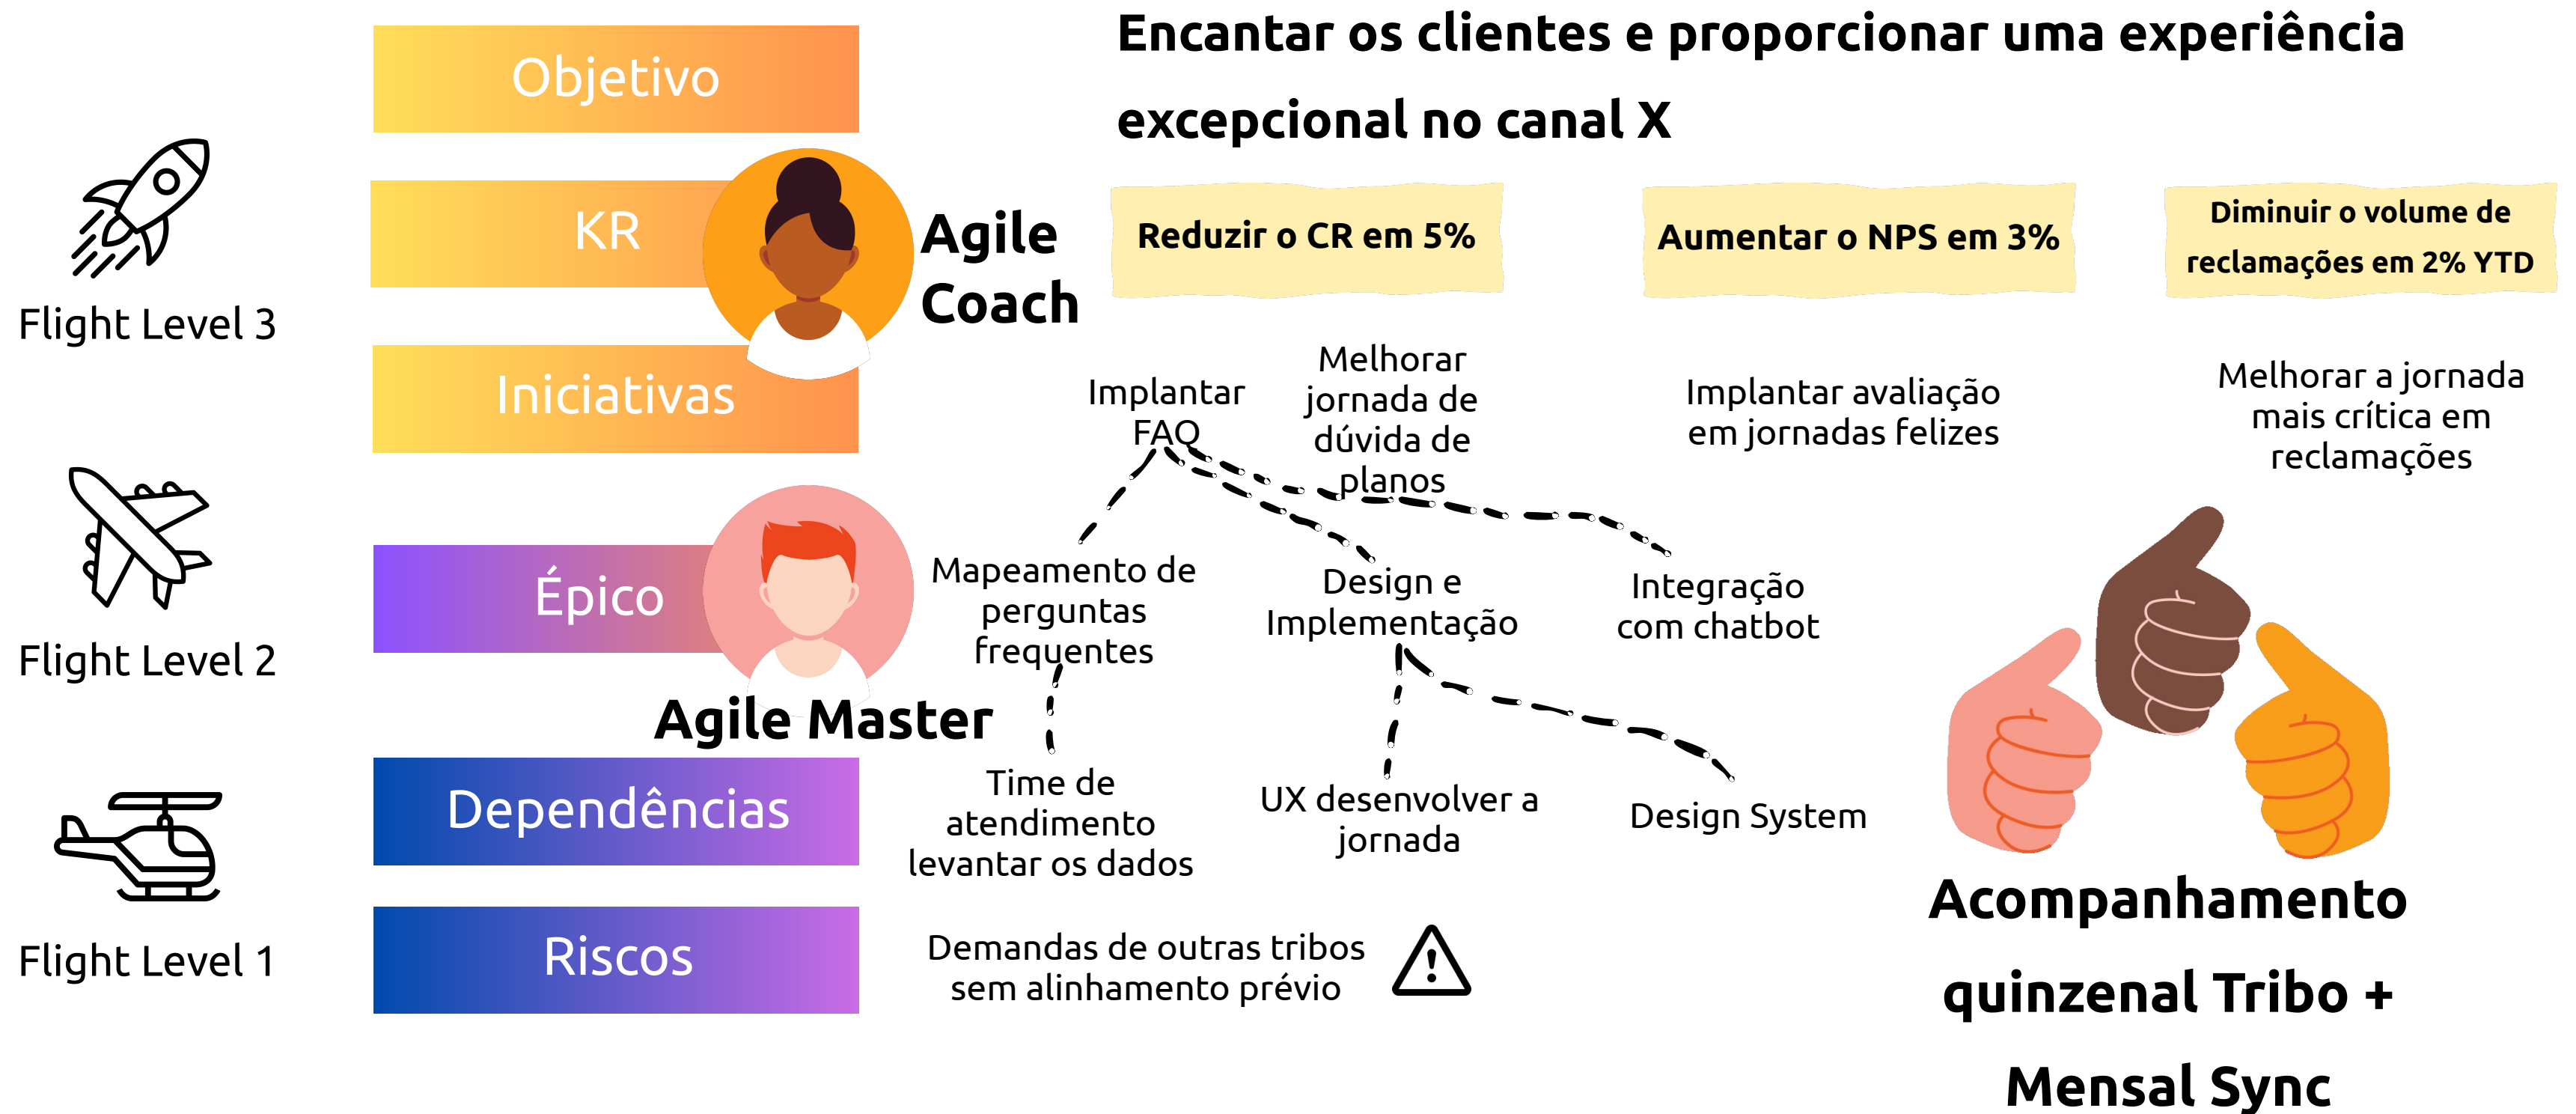 Encantar os clientes e proporcionar uma experiência
excepcional no canal X
Objetivo
Flight Level 3
KR
Agile
Coach
Reduzir o CR em 5%
Aumentar o NPS em 3%
Diminuir o volume de
reclamações em 2% YTD
Iniciativas
Implantar
FAQ
Melhorar
jornada de
dúvida de
planos
Implantar avaliação
em jornadas felizes
Melhorar a jornada
mais crítica em
reclamações
Flight Level 2
Épico
Agile Master
Mapeamento de
perguntas
frequentes
Design e
Implementação
Integração
com chatbot
Flight Level 1
Dependências
Time de
atendimento
levantar os dados
UX desenvolver a
jornada
Design System
Riscos
Demandas de outras tribos
sem alinhamento prévio
Acompanhamento
quinzenal Tribo +
Mensal Sync